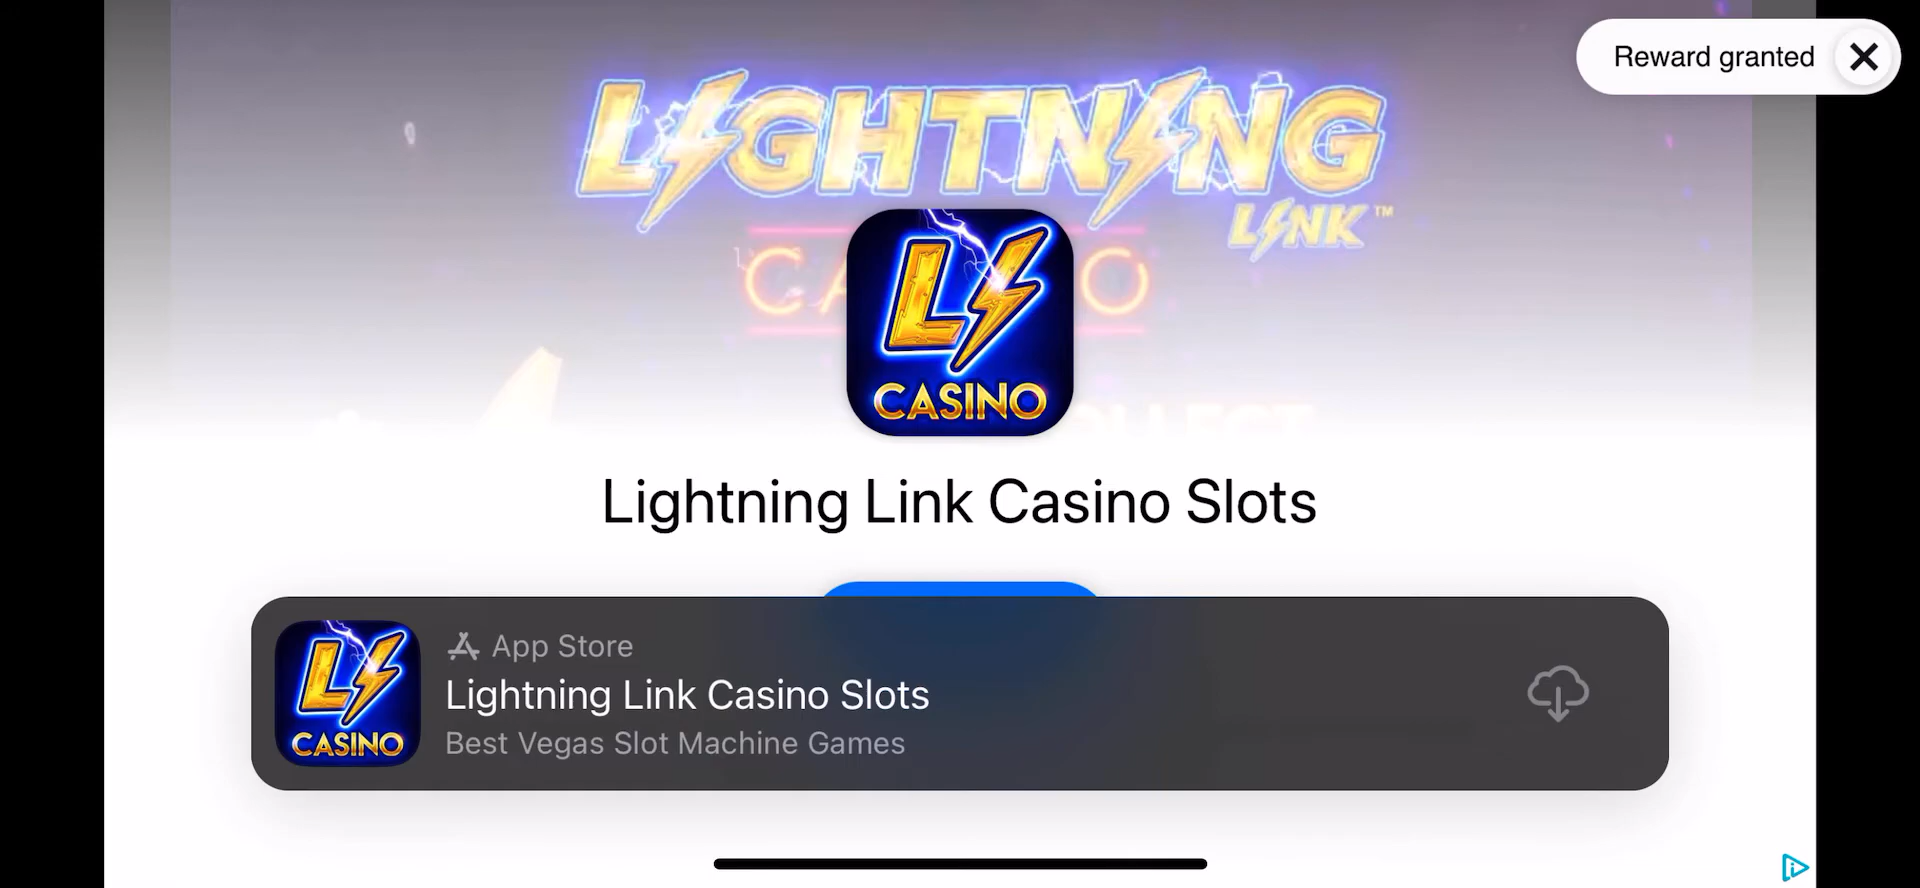 Reward granted
LIGHTNING
LINK™
CASINO
Lightning Link Casino Slots
App Store
Lightning Link Casino Slots
Best Vegas Slot Machine Games
CASINO